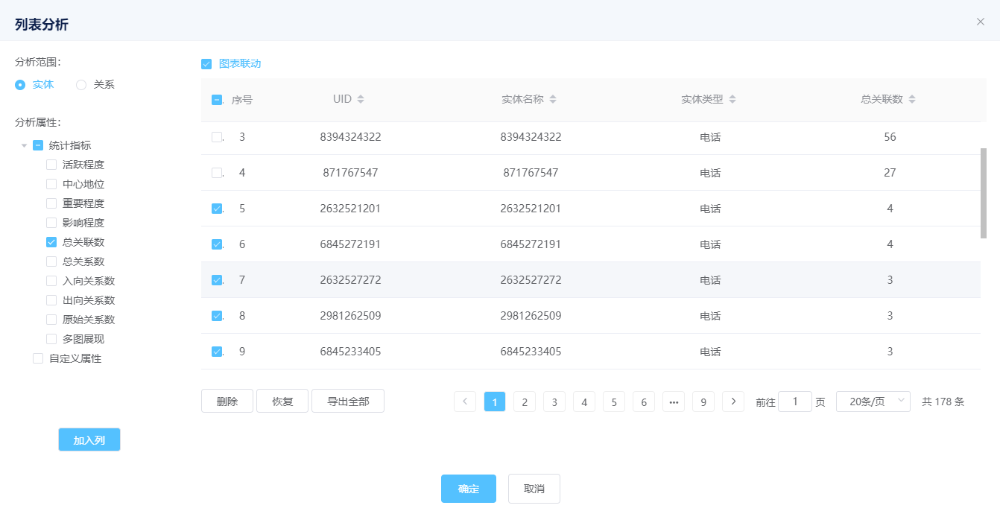 列表分析
分析范围：
实体 关系
分析属性：
统计指标
活跃程度
中心地位
重要程度
影响程度
总关联数
总关系数
入向关系数
出向关系数
原始关系数
多图展现
自定义属性
加入列
图表联动
序号 UID 实体名称 实体类型 总关联数
3 8394324322 8394324322 电话 56
4 871767547 871767547 电话 27
5 2632521201 2632521201 电话 4
6 6845272191 6845272191 电话 4
7 2632527272 2632527272 电话 3
8 2981262509 2981262509 电话 3
9 6845233405 6845233405 电话 3
删除 恢复 导出全部 1 2 3 4 5 6 ••• 9 前往 1 页 20条/页 共 178 条
确定 取消